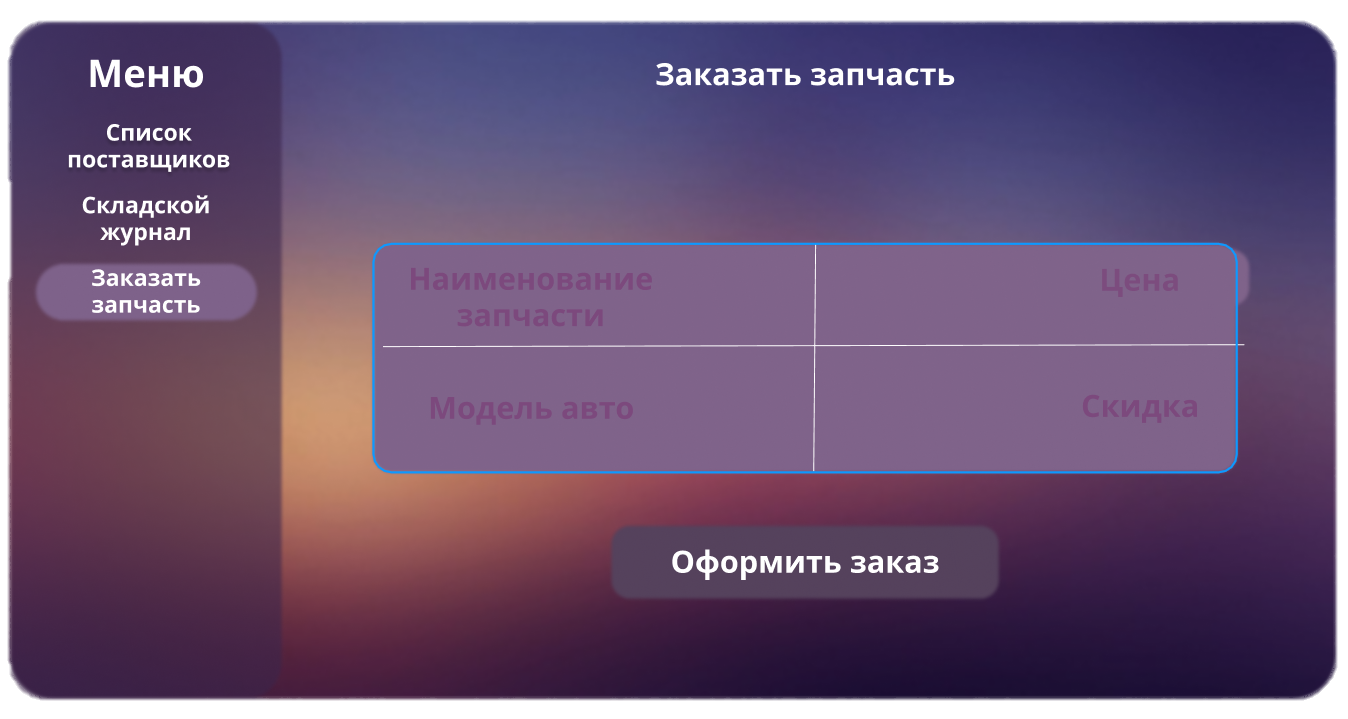 Меню
Список
поставщиков
Складской
журнал
Заказать
запчасть
Заказать запчасть
Наименование
запчасти
Цена
Модель авто
Скидка
Оформить заказ